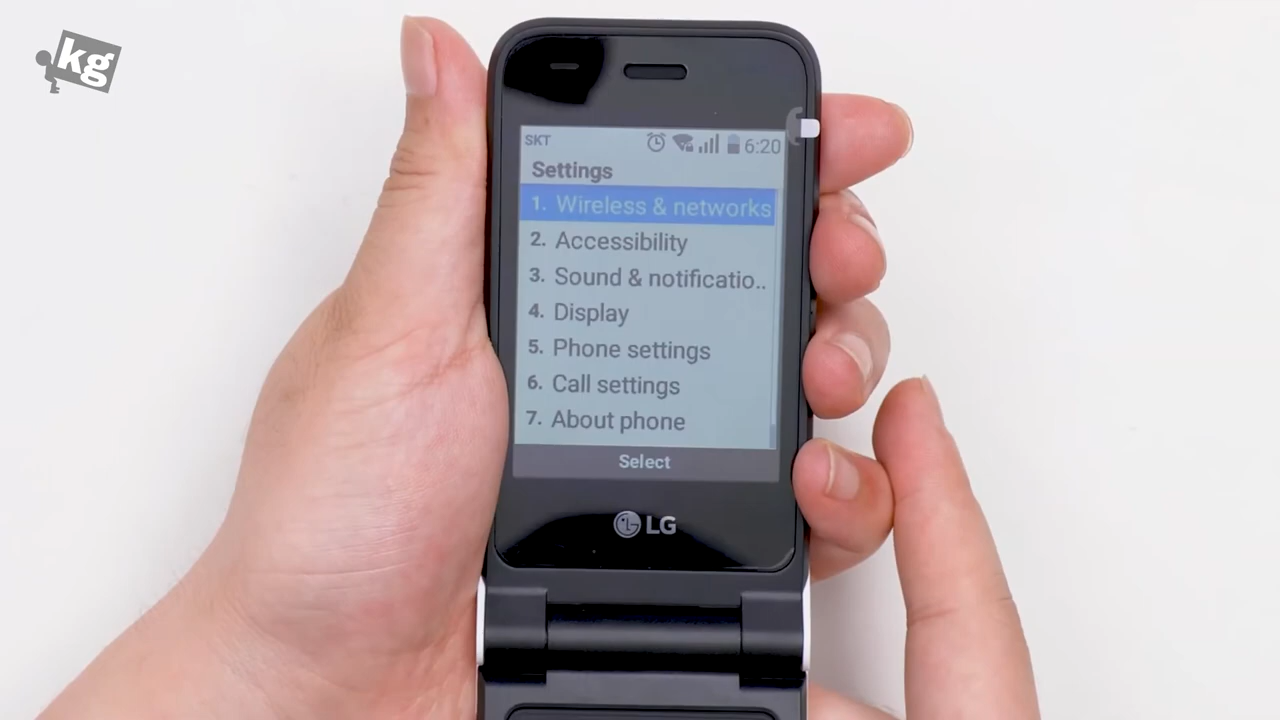 kg
SKT 6:20
Settings
1. Wireless & networks
2. Accessibility
3. Sound & notificatio..
4. Display
5. Phone settings
6. Call settings
7. About phone
Select
LG